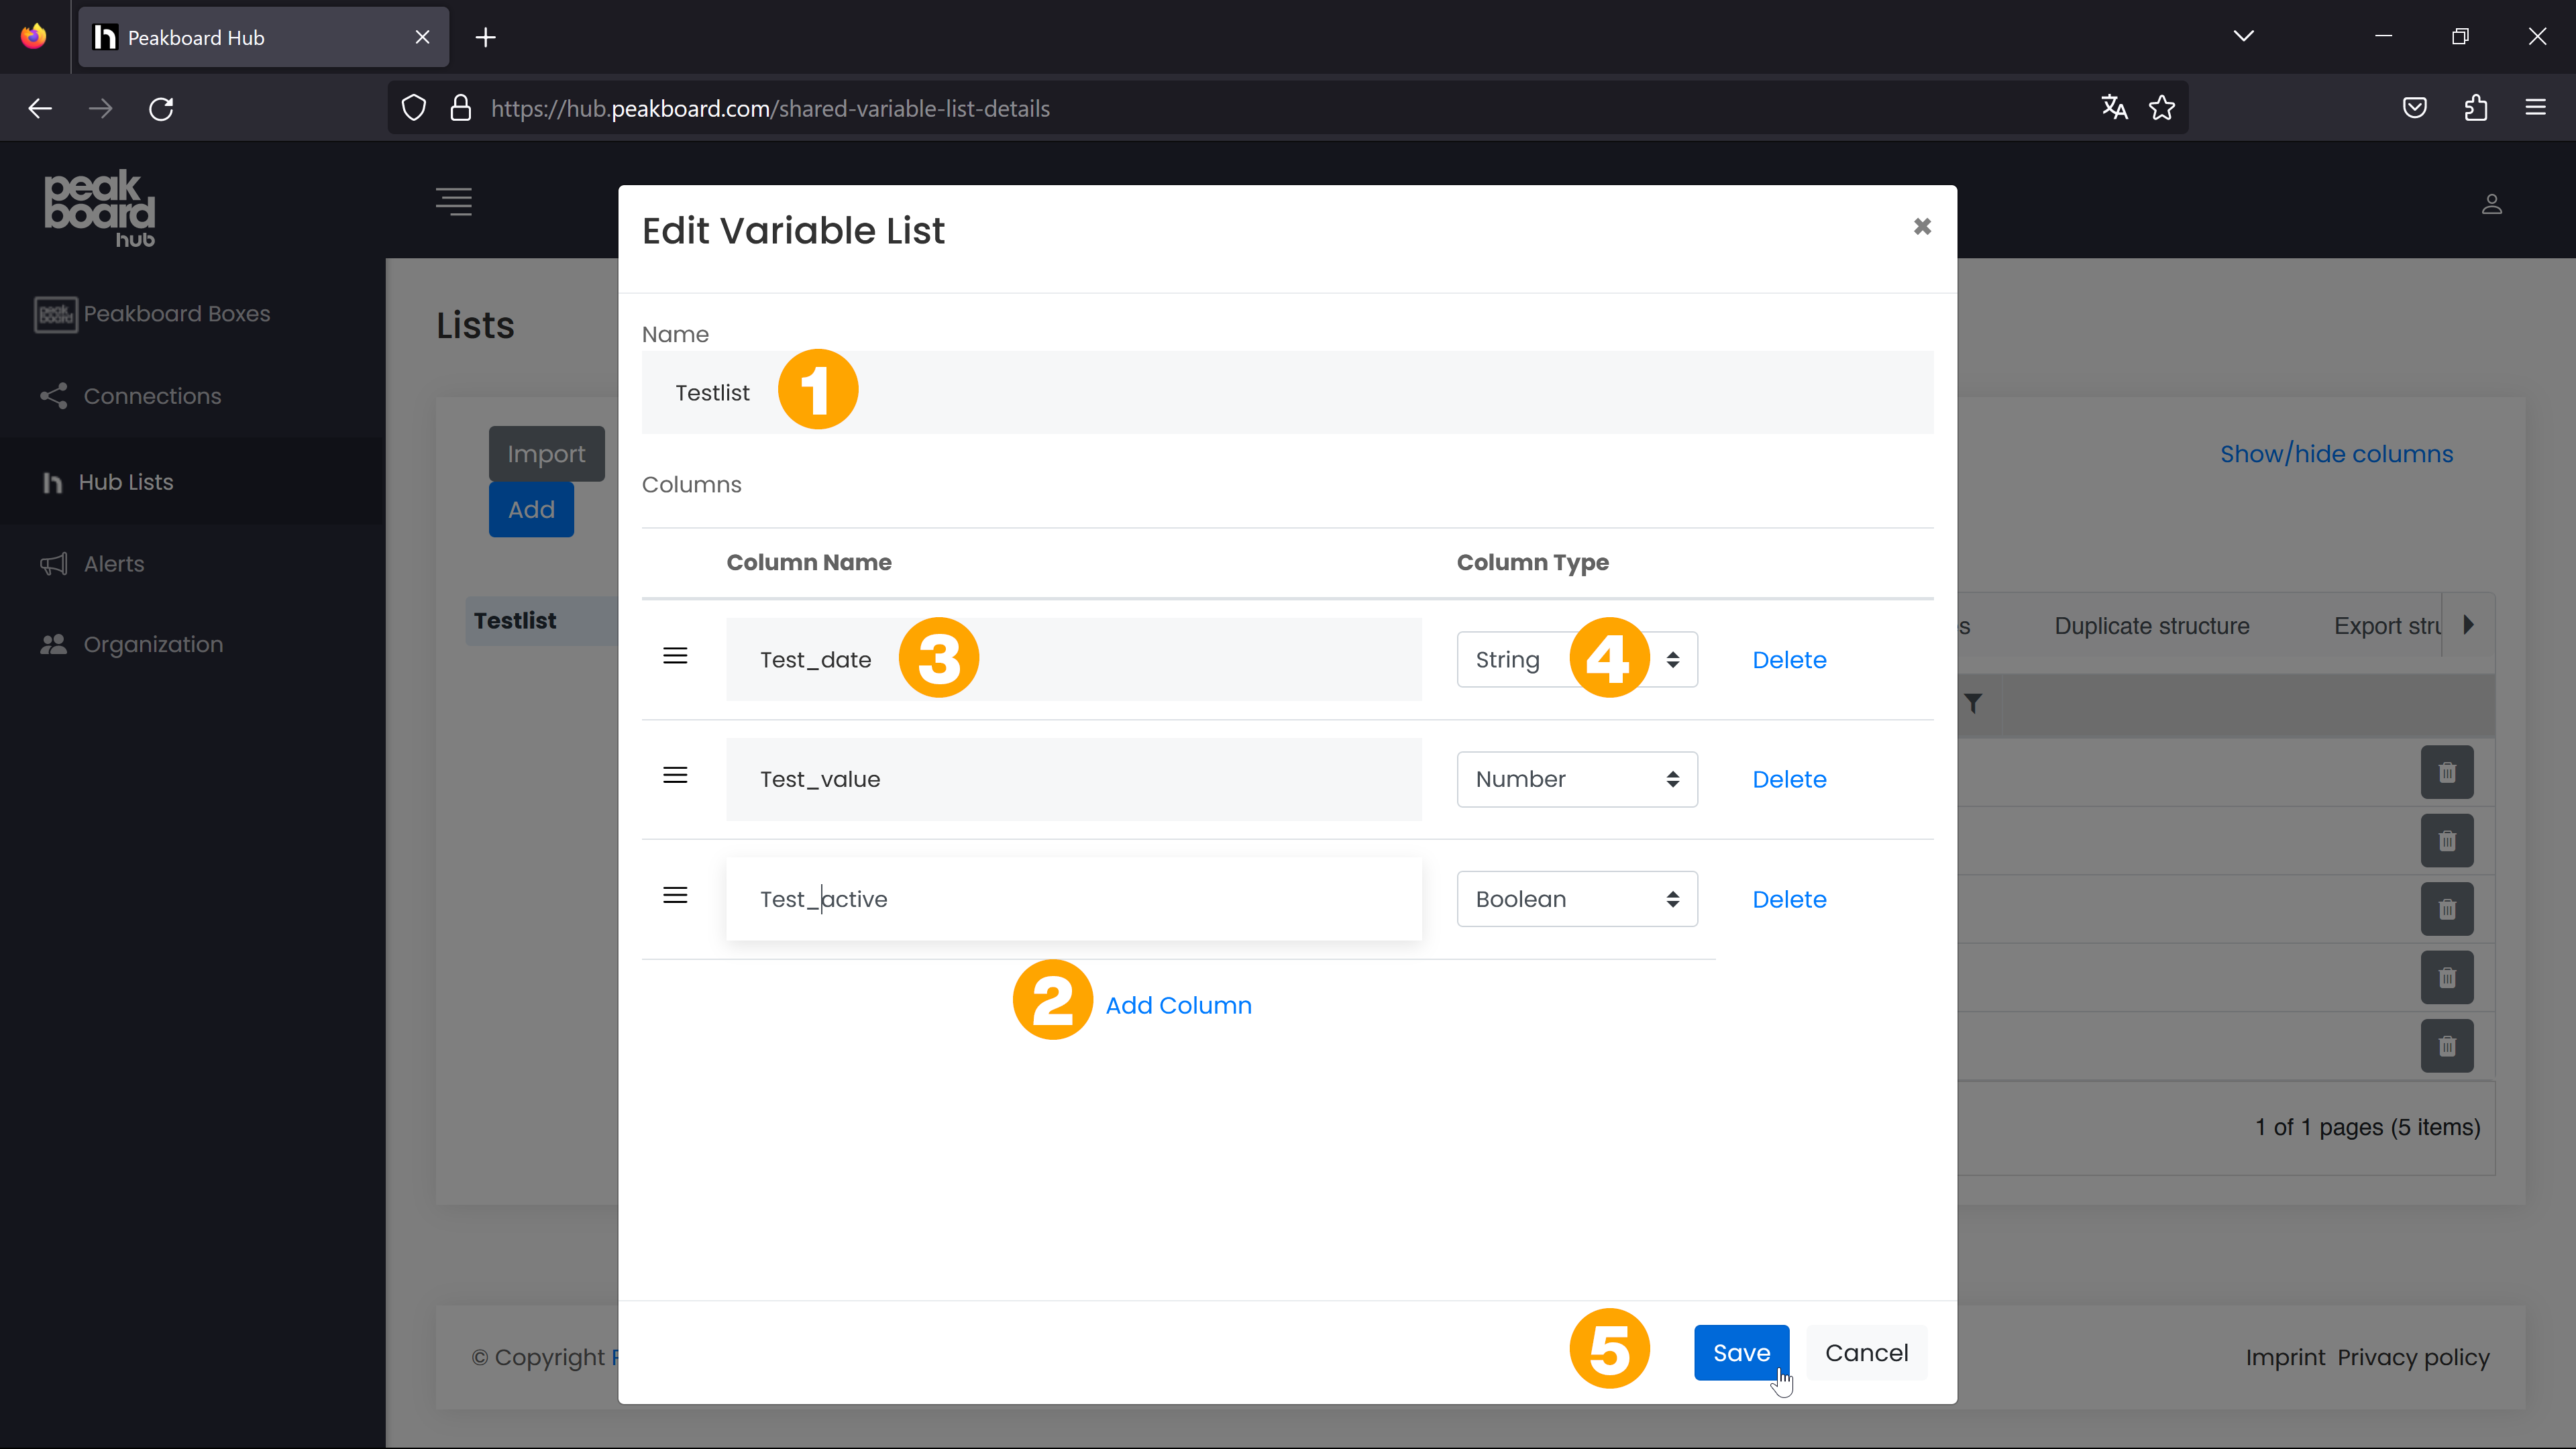 Peakboard Hub
https://hub.peakboard.com/shared-variable-list-details
peak
board
hub
Peakboard Boxes
Connections
Hub Lists
Alerts
Organization
Lists
Import
Add
Testlist
Show/hide columns
s Duplicate structure Export stru
1 of 1 pages (5 items)
© Copyright P
Imprint Privacy policy
Edit Variable List
Name
Testlist 1
Columns
Column Name Column Type
Test_date 3 String 4 Delete
Test_value Number Delete
Test_active Boolean Delete
2 Add Column
5 Save Cancel